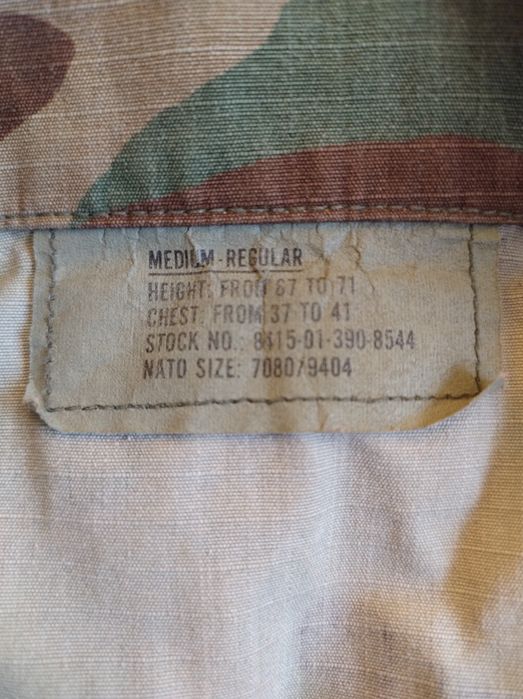 MEDIUM-REGULAR
HEIGHT: FROM 67 TO 71
CHEST: FROM 37 TO 41
STOCK NO.: 8415-01-390-8544
NATO SIZE: 7080/9404